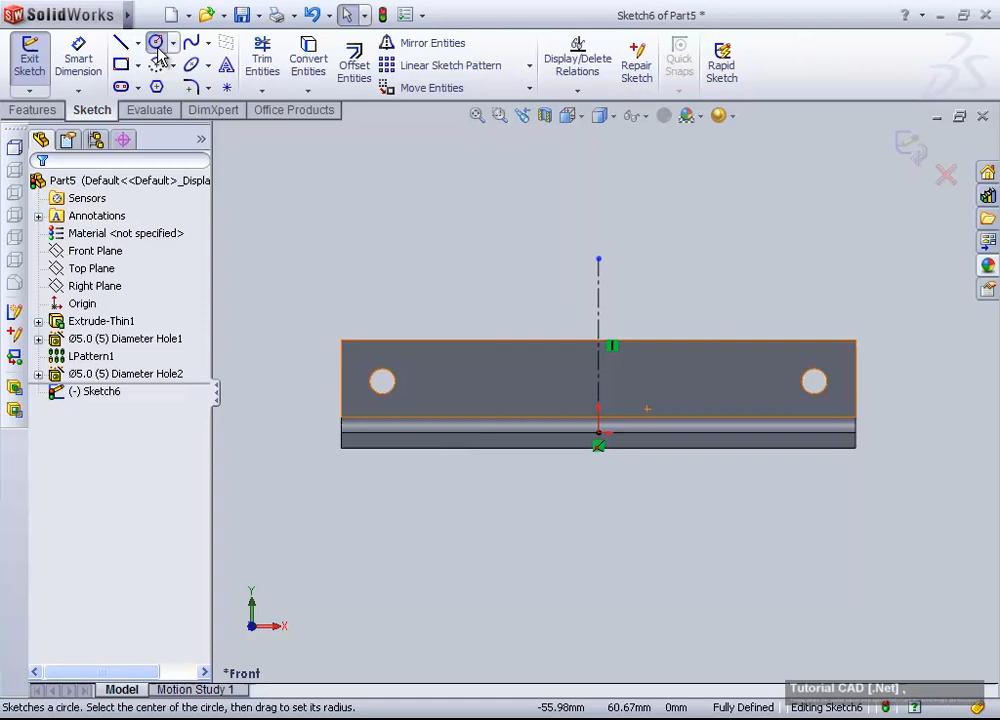 SolidWorks
Sketch6 of Part5 *
Exit Sketch
Smart Dimension
Trim Entities
Convert Entities
Offset Entities
Mirror Entities
Linear Sketch Pattern
Move Entities
Display/Delete Relations
Repair Sketch
Quick Snaps
Rapid Sketch
Features
Sketch
Evaluate
DimXpert
Office Products
Part5 (Default<<Default>_Displa
Sensors
Annotations
Material <not specified>
Front Plane
Top Plane
Right Plane
Origin
Extrude-Thin1
Ø5.0 (5) Diameter Hole1
LPattern1
Ø5.0 (5) Diameter Hole2
(-) Sketch6
Y
X
*Front
Model
Motion Study 1
Tutorial CAD [.Net] ,
Sketches a circle. Select the center of the circle, then drag to set its radius.
-55.98mm
60.67mm
0mm
Fully Defined
Editing Sketch6